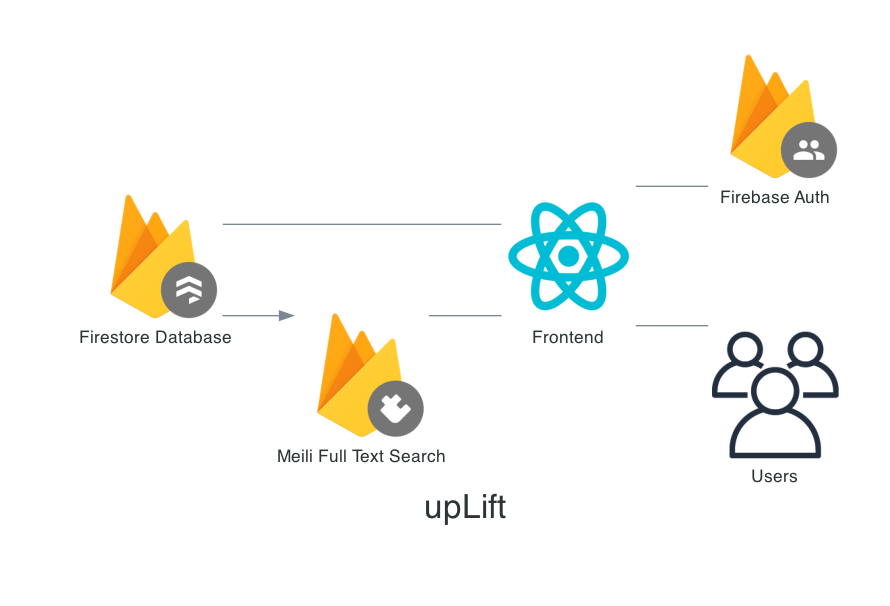 Firebase Auth
Firestore Database
Frontend
Meili Full Text Search
Users
upLift